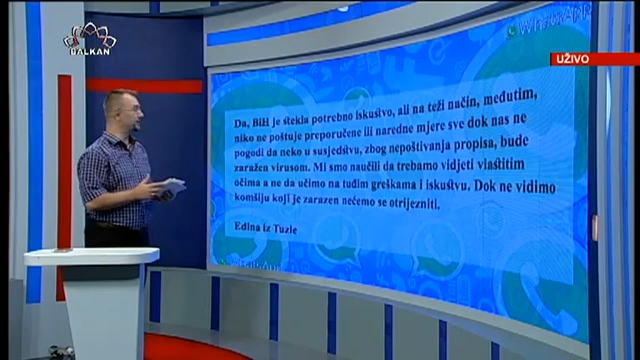 BALKAN
WhatsApp
UŽIVO
Da, BiH je stekla potrebno iskustvo, ali na teži način, međutim,
niko ne poštuje preporučene ili naredne mjere sve dok nas ne
pogodi da neko u susjedstvu, zbog nepoštivanja propisa, bude
zaražen virusom. Mi smo naučili da trebamo vidjeti vlastitim
očima a ne da učimo na tuđim greškama i iskustvu. Dok ne vidimo
komšiju koji je zarazen nećemo se otrijezniti.
Edina iz Tuzle